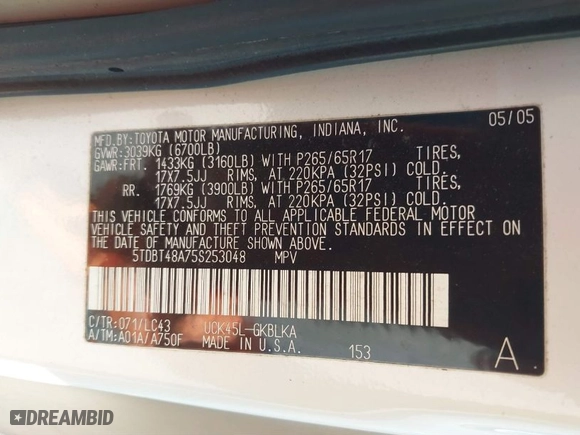 MFD.BY:TOYOTA MOTOR MANUFACTURING, INDIANA, INC. 05/05
GVWR:3039KG (6700LB)
GAWR:FRT. 1433KG (3160LB) WITH P265/65R17 TIRES,
17X7.5JJ RIMS, AT 220KPA (32PSI) COLD.
RR. 1769KG (3900LB) WITH P265/65R17 TIRES,
17X7.5JJ RIMS, AT 220KPA (32PSI) COLD.
THIS VEHICLE CONFORMS TO ALL APPLICABLE FEDERAL MOTOR
VEHICLE SAFETY AND THEFT PREVENTION STANDARDS IN EFFECT ON
THE DATE OF MANUFACTURE SHOWN ABOVE.
5TDBT48A75S253048 MPV
C/TR:071/LC43 UCK45L-GKBLKA
A/TM:A01A/A750F MADE IN U.S.A. 153 A
DREAMBID